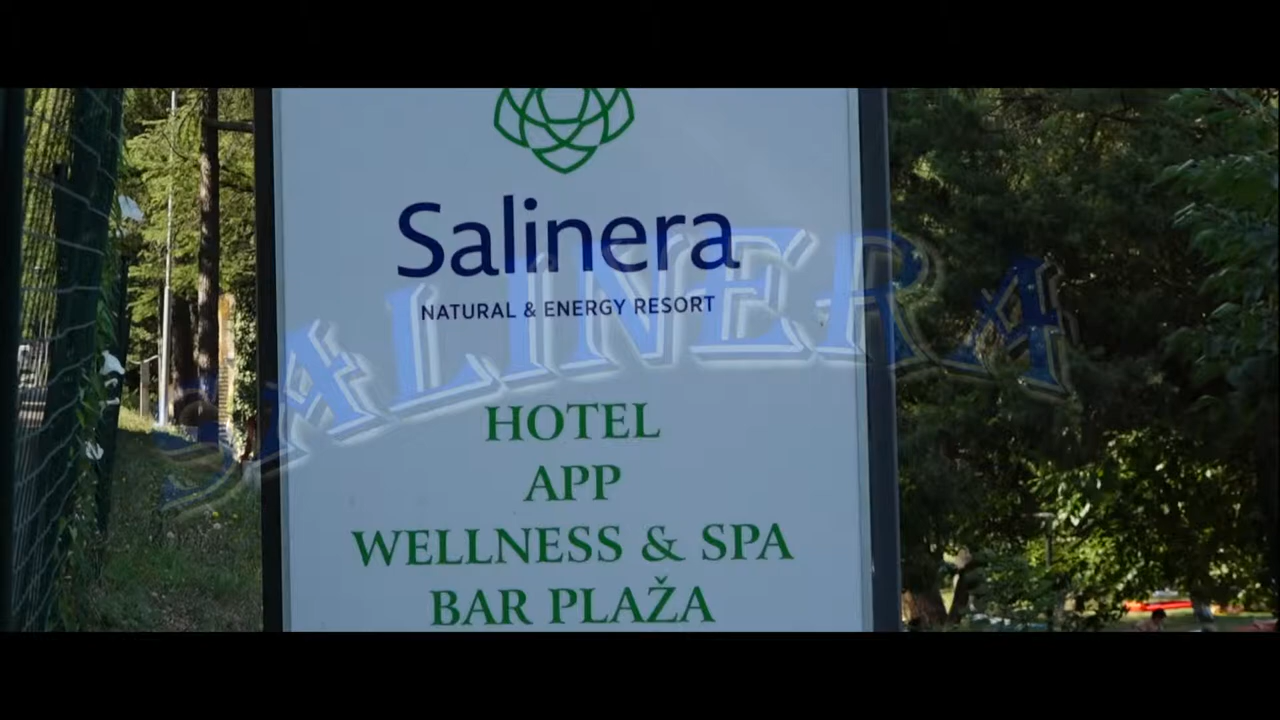 Salinera
NATURAL & ENERGY RESORT
SALINERA
HOTEL
APP
WELLNESS & SPA
BAR PLAŽA